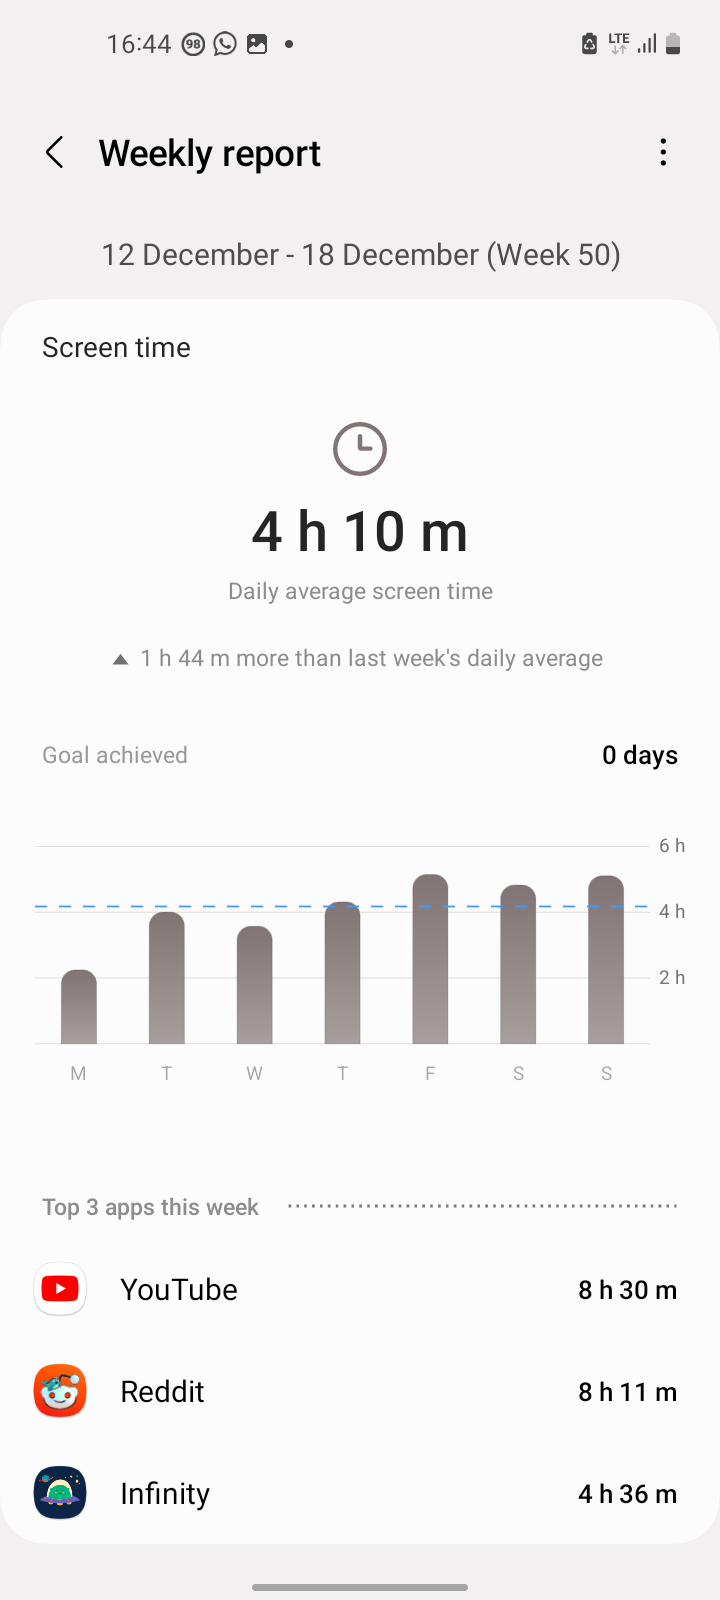 16:44 98 LTE
Weekly report
12 December - 18 December (Week 50)
Screen time
4 h 10 m
Daily average screen time
1 h 44 m more than last week's daily average
Goal achieved 0 days
6 h
4 h
2 h
M T W T F S S
Top 3 apps this week
YouTube 8 h 30 m
Reddit 8 h 11 m
Infinity 4 h 36 m